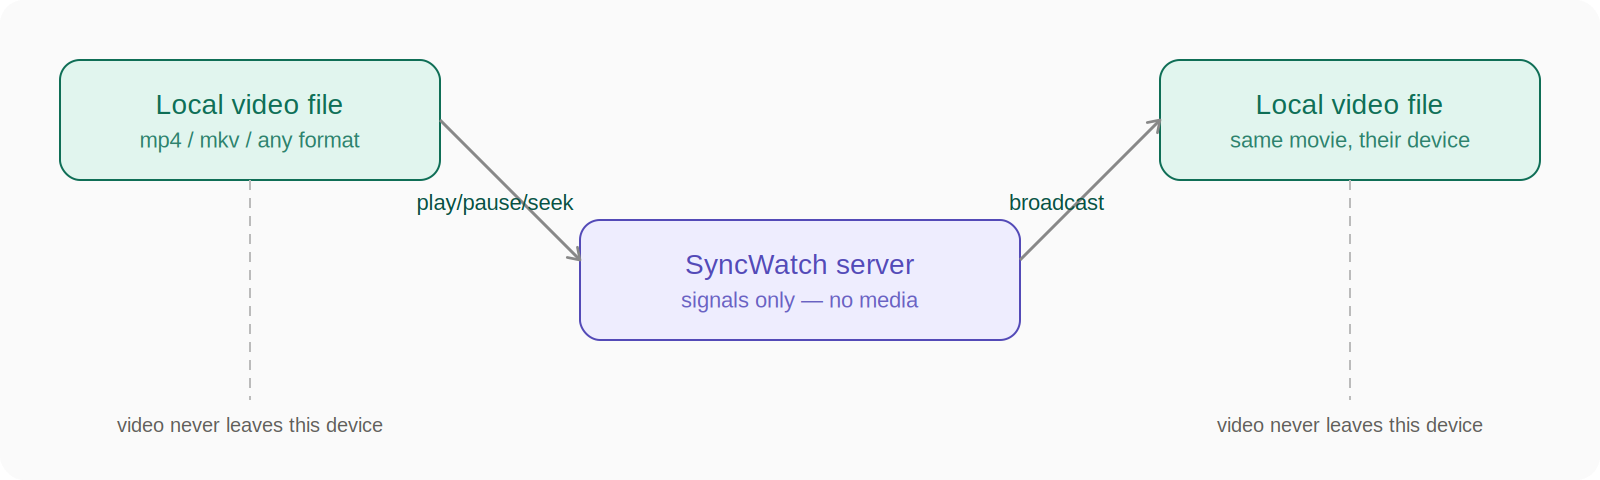 Local video file
mp4 / mkv / any format
Local video file
same movie, their device
play/pause/seek
broadcast
SyncWatch server
signals only — no media
video never leaves this device
video never leaves this device